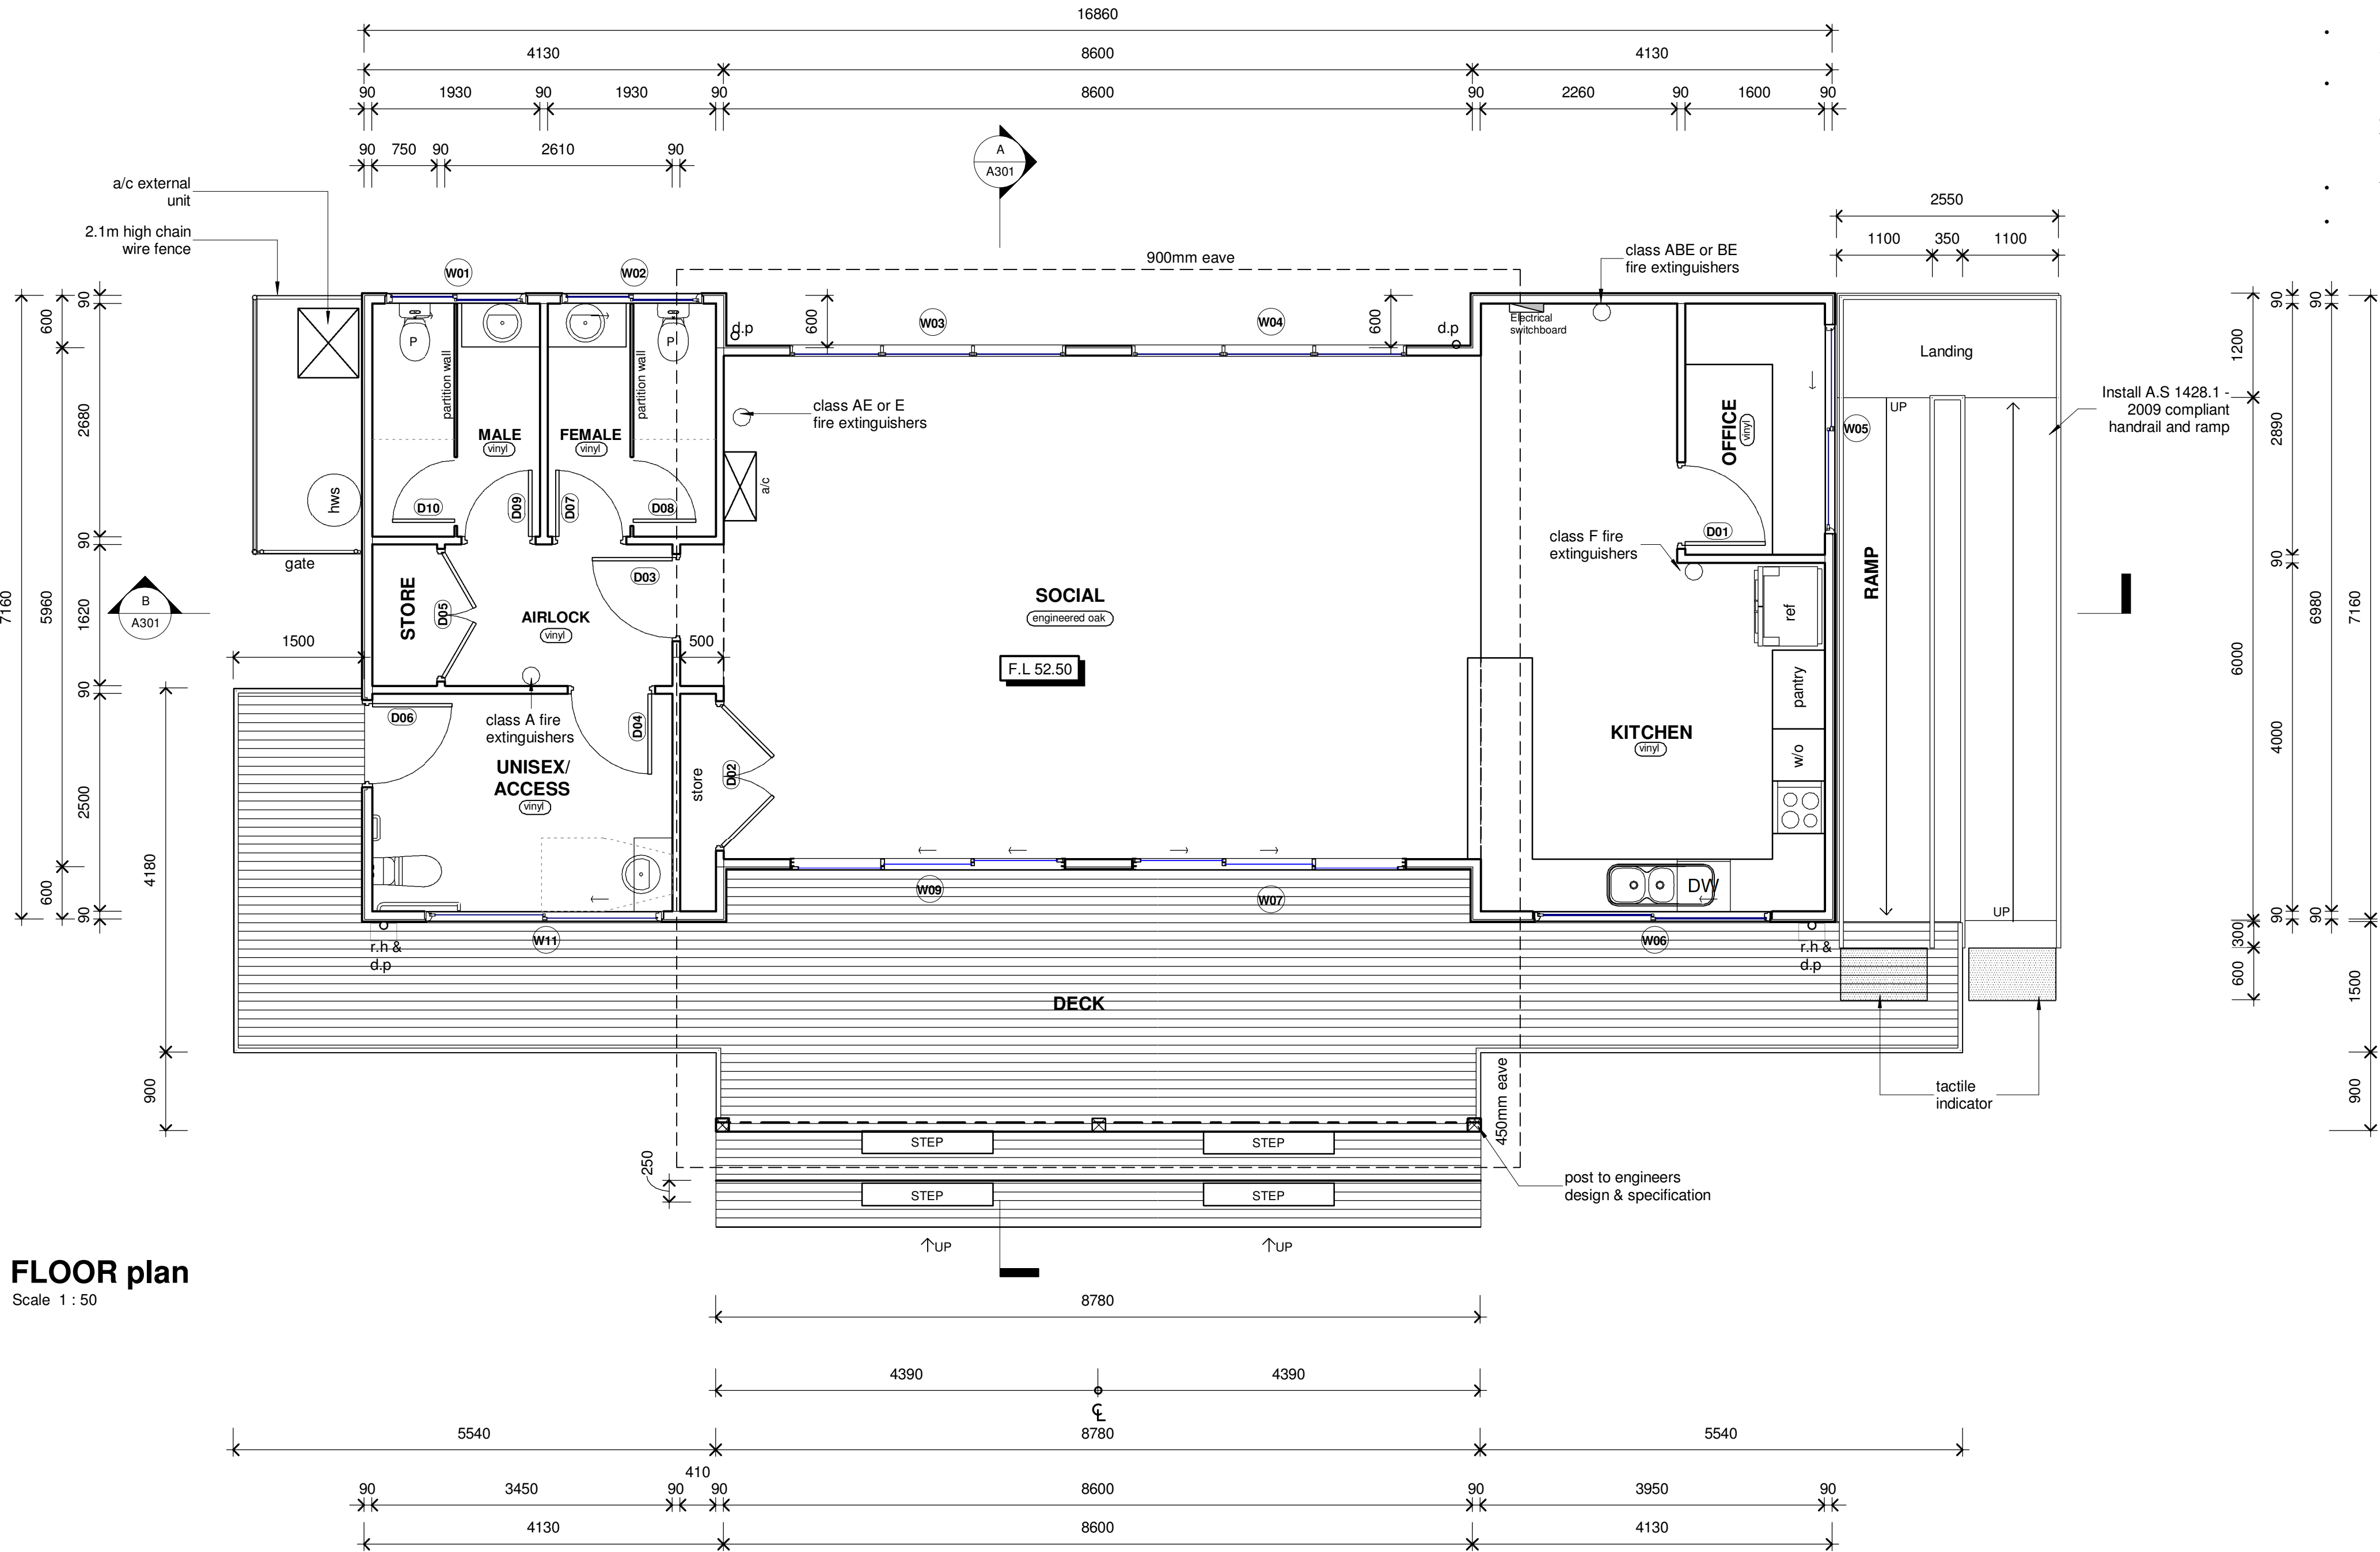 16860
4130
8600
4130
90
1930
90
1930
90
8600
90
2260
90
1600
90
90
750
90
2610
90
A
A301
a/c external
unit
2.1m high chain
wire fence
2550
1100
350
1100
900mm eave
class ABE or BE
fire extinguishers
W01
W02
W03
W04
d.p
600
600
d.p
Electrical
switchboard
P
P
partition wall
partition wall
MALE
vinyl
FEMALE
vinyl
class AE or E
fire extinguishers
a/c
OFFICE
vinyl
W05
UP
Landing
Install A.S 1428.1 -
2009 compliant
handrail and ramp
hws
gate
D10
D09
D07
D08
D01
class F fire
extinguishers
RAMP
STORE
D05
D03
AIRLOCK
vinyl
500
SOCIAL
engineered oak
F.L 52.50
ref
pantry
w/o
KITCHEN
vinyl
B
A301
1500
D06
class A fire
extinguishers
D04
UNISEX/
ACCESS
vinyl
store
D02
DW
UP
W09
W07
W11
W06
r.h &
d.p
r.h &
d.p
DECK
450mm eave
tactile
indicator
STEP
STEP
STEP
STEP
250
post to engineers
design & specification
UP
UP
7160
600
5960
600
90
2680
90
1620
90
2500
90
4180
900
1200
6000
300
600
90
2890
90
4000
90
90
6980
90
7160
1500
900
FLOOR plan
Scale 1 : 50
8780
4390
4390
CL
5540
8780
5540
410
90
3450
90
90
8600
90
3950
90
4130
8600
4130